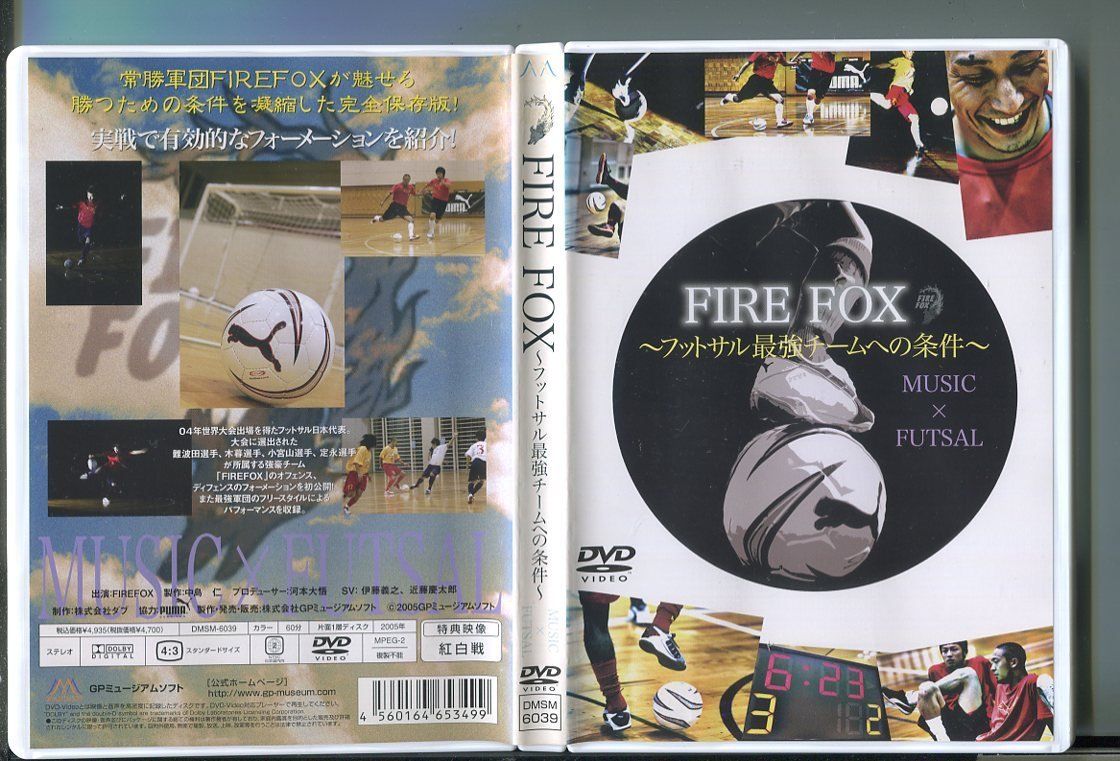 常勝軍団FIREFOXが魅せる
勝つための条件を凝縮した完全保存版!
実戦で有効的なフォーメーションを紹介!
04年世界大会出場を得たフットサル日本代表。
大会に選出された
難波田選手、木暮選手、小宮山選手、定永選手
が所属する強豪チーム
「FIREFOX」のオフェンス、
ディフェンスのフォーメーションを初公開!
また最強軍団のフリースタイルによる
パフォーマンスを収録。
MUSIC×FUTSAL
出演:FIREFOX 製作:中島 仁 プロデューサー:河本大悟 SV:伊藤義之、近藤慶太郎
制作:株式会社タブ 協力:PUMA 製作・発売・販売:株式会社GPミュージアムソフト ©2005GPミュージアムソフト
税込価格¥4,935(税抜価格¥4,700) DMSM-6039 カラー 60分 片面1層ディスク 2005年
ステレオ DOLBY DIGITAL 4:3 スタンダードサイズ 2 DVD VIDEO MPEG-2 複製不能
特典映像
紅白戦
GPミュージアムソフト
[公式ホームページ]
http://www.gp-museum.com
4 560164 653499
FIRE FOX
~フットサル最強チームへの条件~
MUSIC × FUTSAL
DVD VIDEO
DMSM
6039
PUMA
FIRE FOX
FIRE FOX
~フットサル最強チームへの条件~
MUSIC
×
FUTSAL
DVD
VIDEO
6:23
3
2